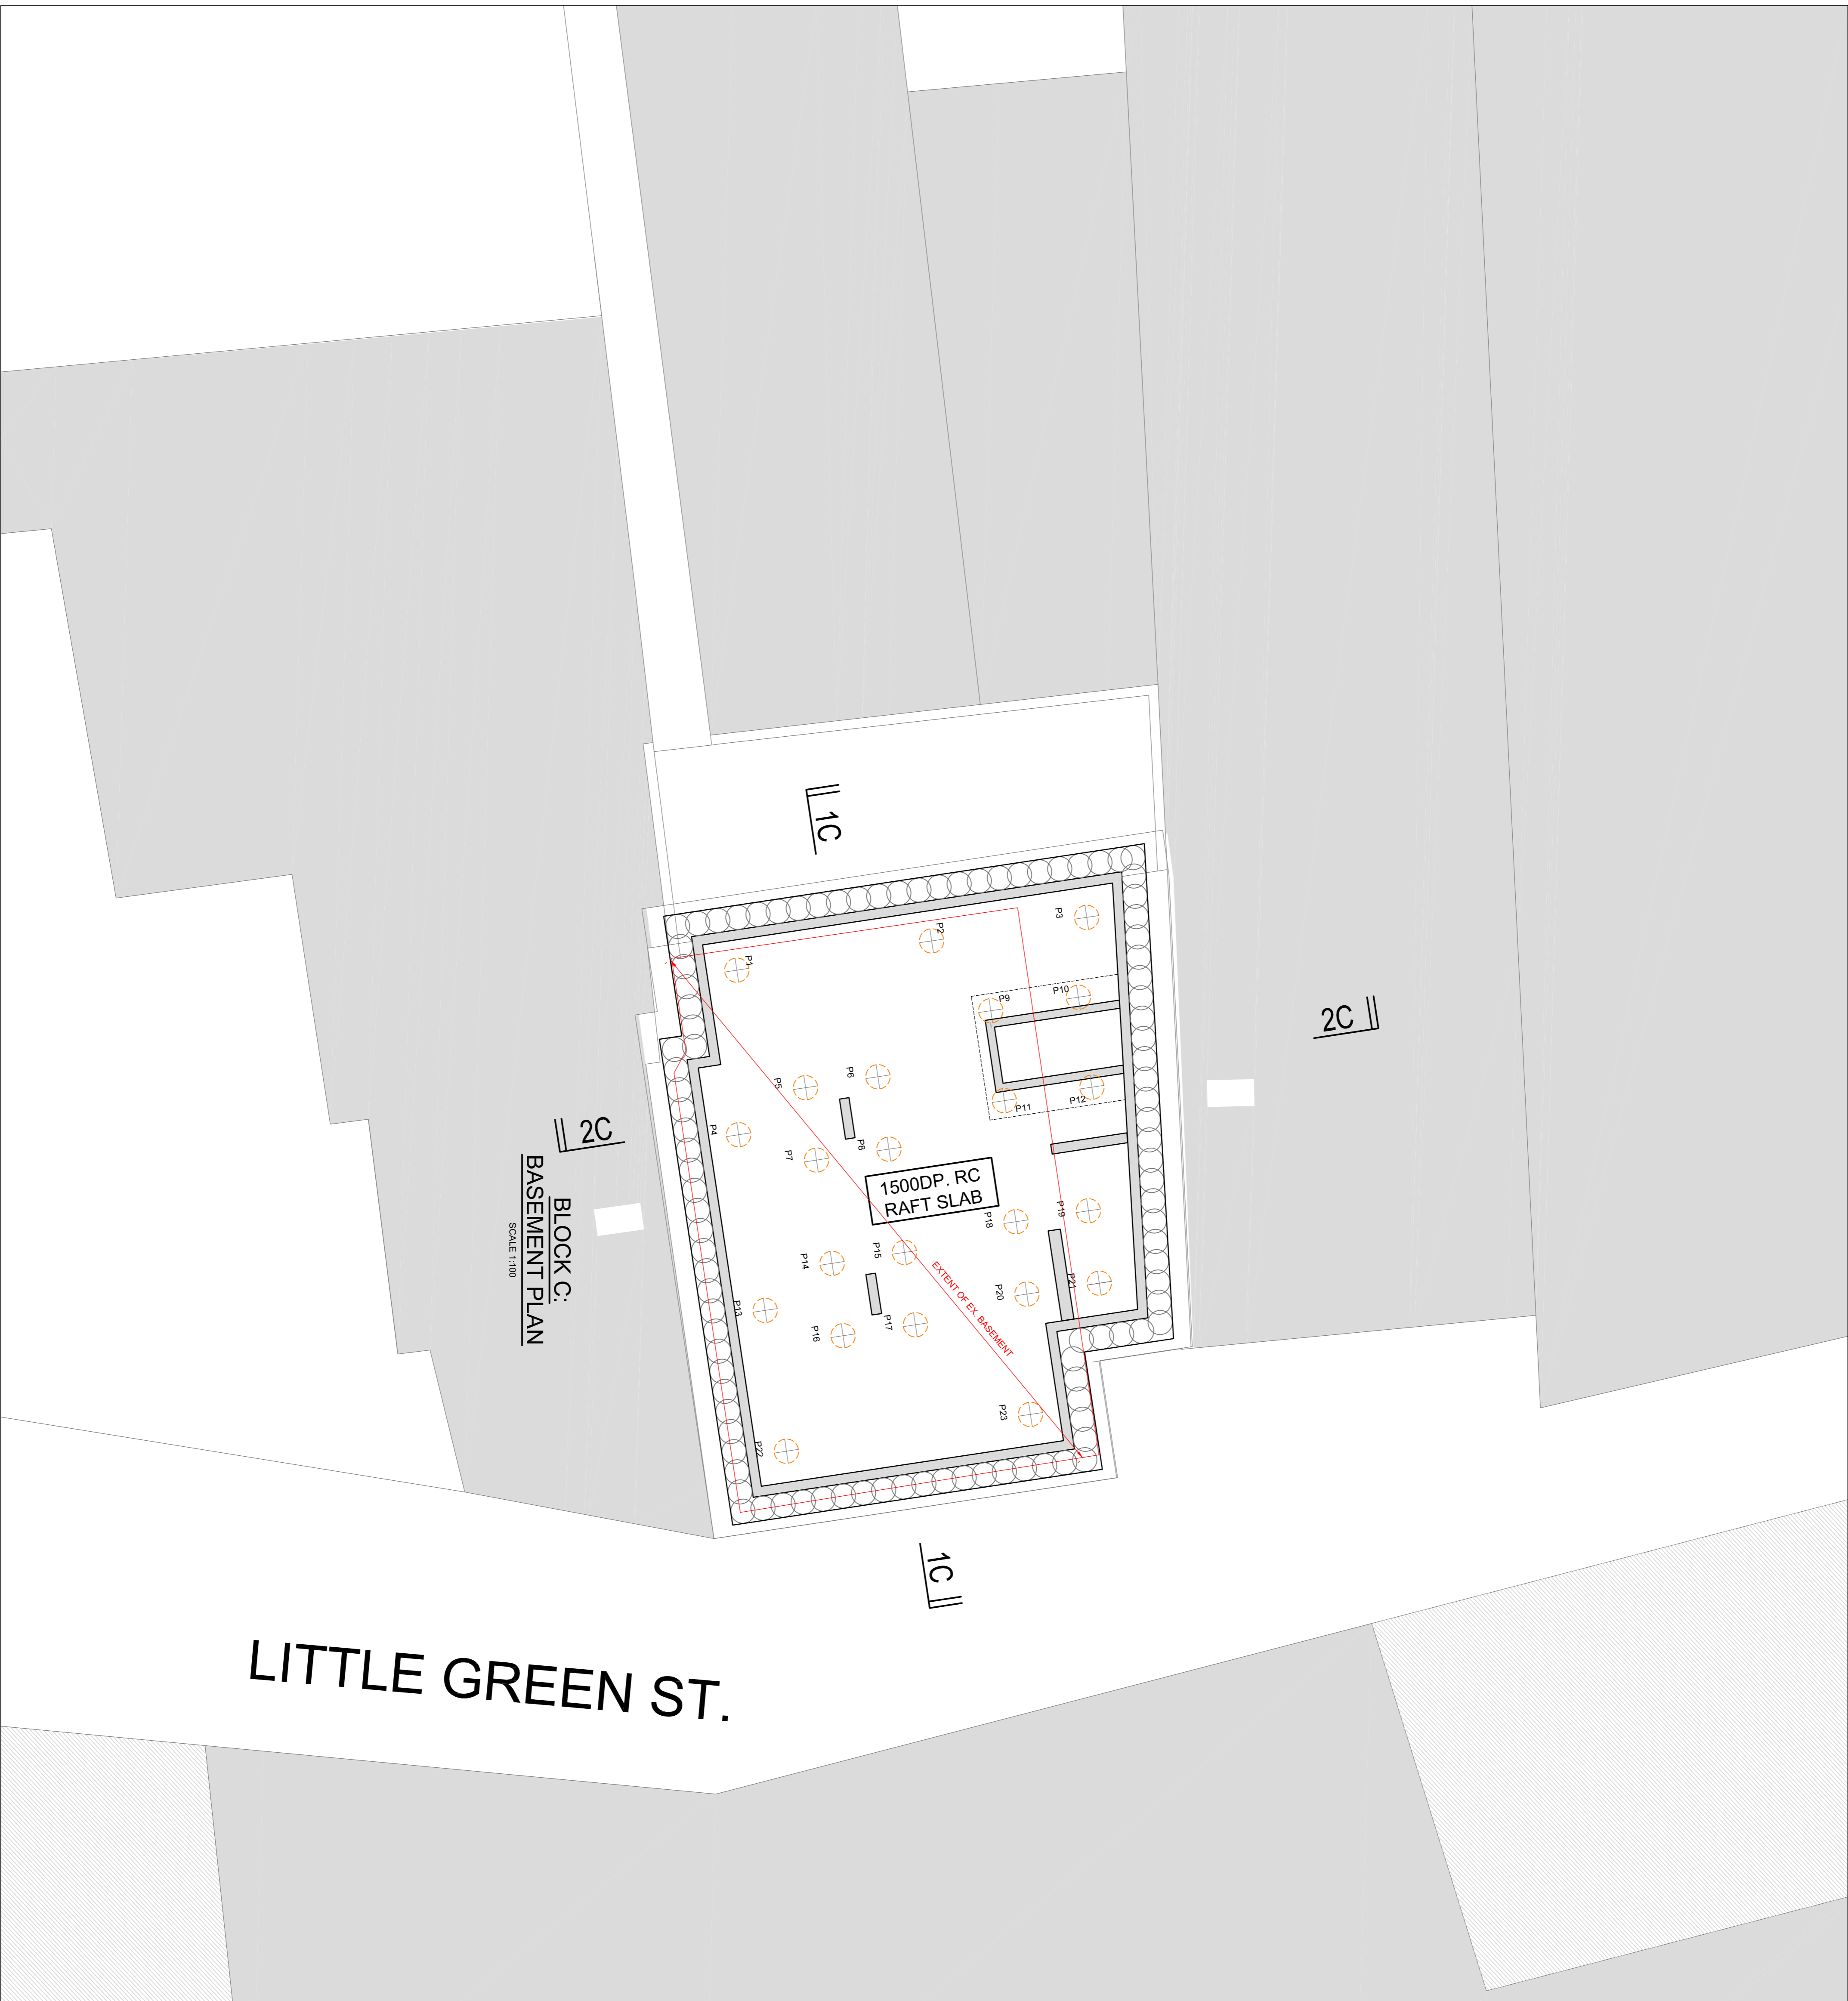 1C
P3
P2
P1
P10
P9
2C
P6
P5
P12
P11
P4
2C
P8
P7
1500DP. RC
RAFT SLAB
P19
P18
BLOCK C:
BASEMENT PLAN
SCALE 1:100
P15
P14
EXTENT OF EX. BASEMENT
P21
P20
P13
P17
P16
P23
P22
1C
LITTLE GREEN ST.